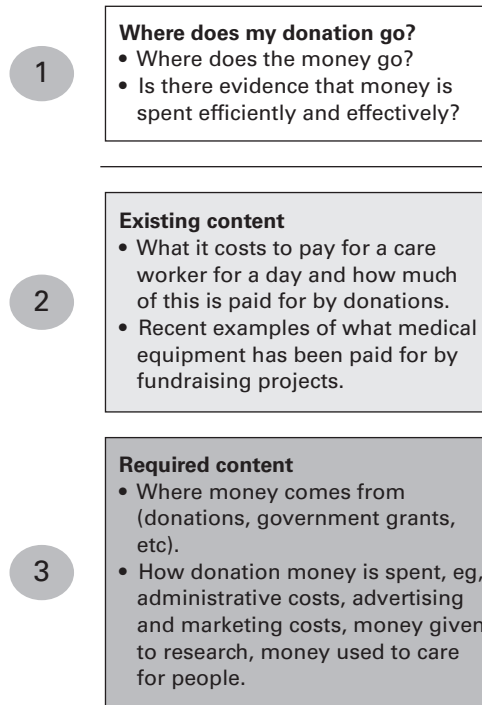 1
Where does my donation go?
• Where does the money go?
• Is there evidence that money is
spent efficiently and effectively?
2
Existing content
• What it costs to pay for a care
worker for a day and how much
of this is paid for by donations.
• Recent examples of what medical
equipment has been paid for by
fundraising projects.
3
Required content
• Where money comes from
(donations, government grants,
etc).
• How donation money is spent, eg,
administrative costs, advertising
and marketing costs, money given
to research, money used to care
for people.